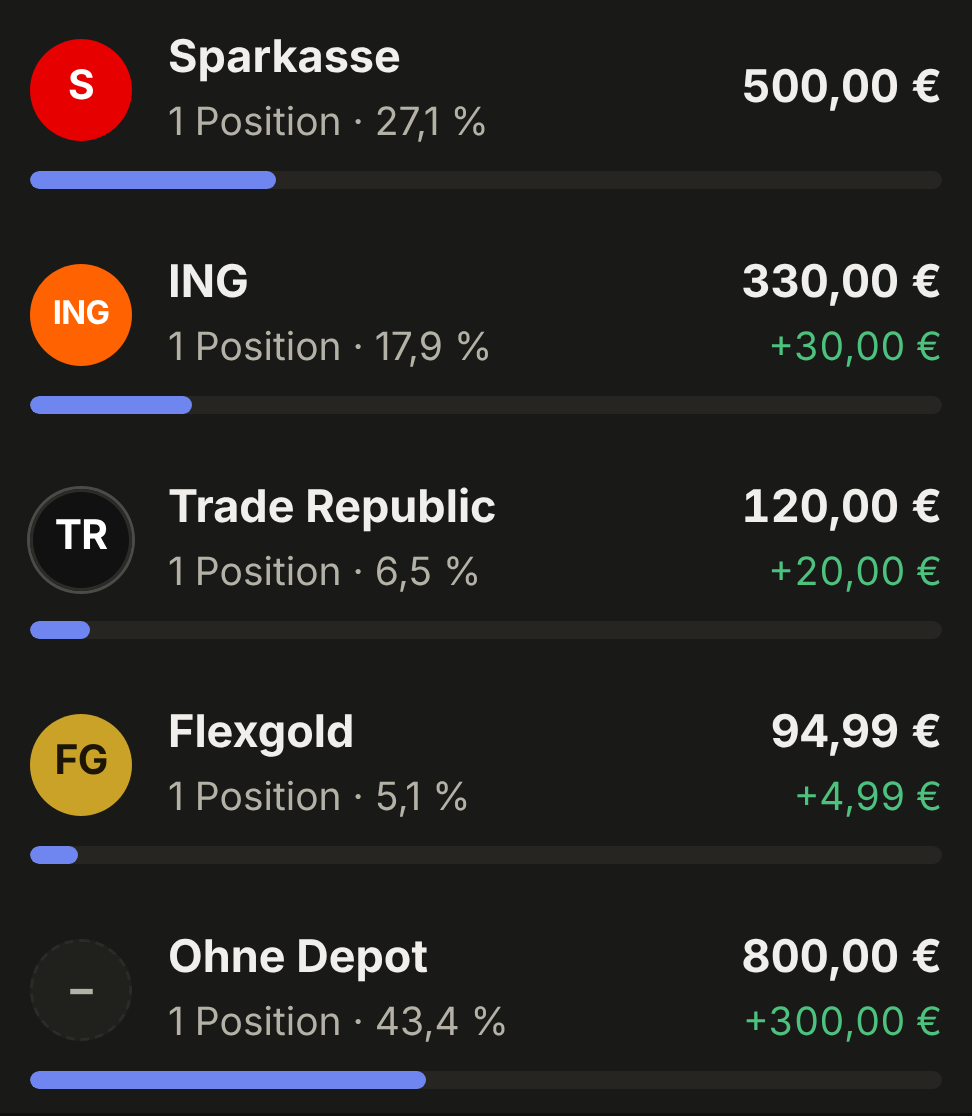 S
Sparkasse
1 Position · 27,1 %
500,00 €
ING
ING
1 Position · 17,9 %
330,00 €
+30,00 €
TR
Trade Republic
1 Position · 6,5 %
120,00 €
+20,00 €
FG
Flexgold
1 Position · 5,1 %
94,99 €
+4,99 €
–
Ohne Depot
1 Position · 43,4 %
800,00 €
+300,00 €